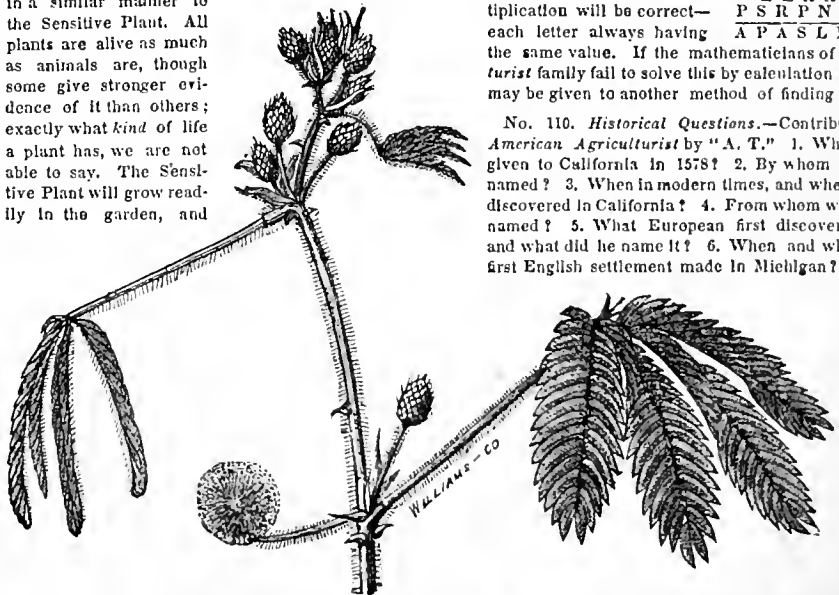 in a similar manner to
the Sensitive Plant. All
plants are alive as much
as animals are, though
some give stronger evi-
dence of it than others;
exactly what kind of life
a plant has, we are not
able to say. The Sensi-
tive Plant will grow read-
ily in the garden, and
tiplication will be correct—
P S R P N
each letter always having
A P A S L
the same value. If the mathematicians of
turist family fail to solve this by calculation
may be given to another method of finding
No. 110. Historical Questions.—Contrib
American Agriculturist by "A. T." 1. Wh
given to California in 1578? 2. By whom
named? 3. When in modern times, and whe
discovered in California? 4. From whom w
named? 5. What European first discover
and what did he name it? 6. When and wh
first English settlement made in Michigan?
WILLIAMS-CO